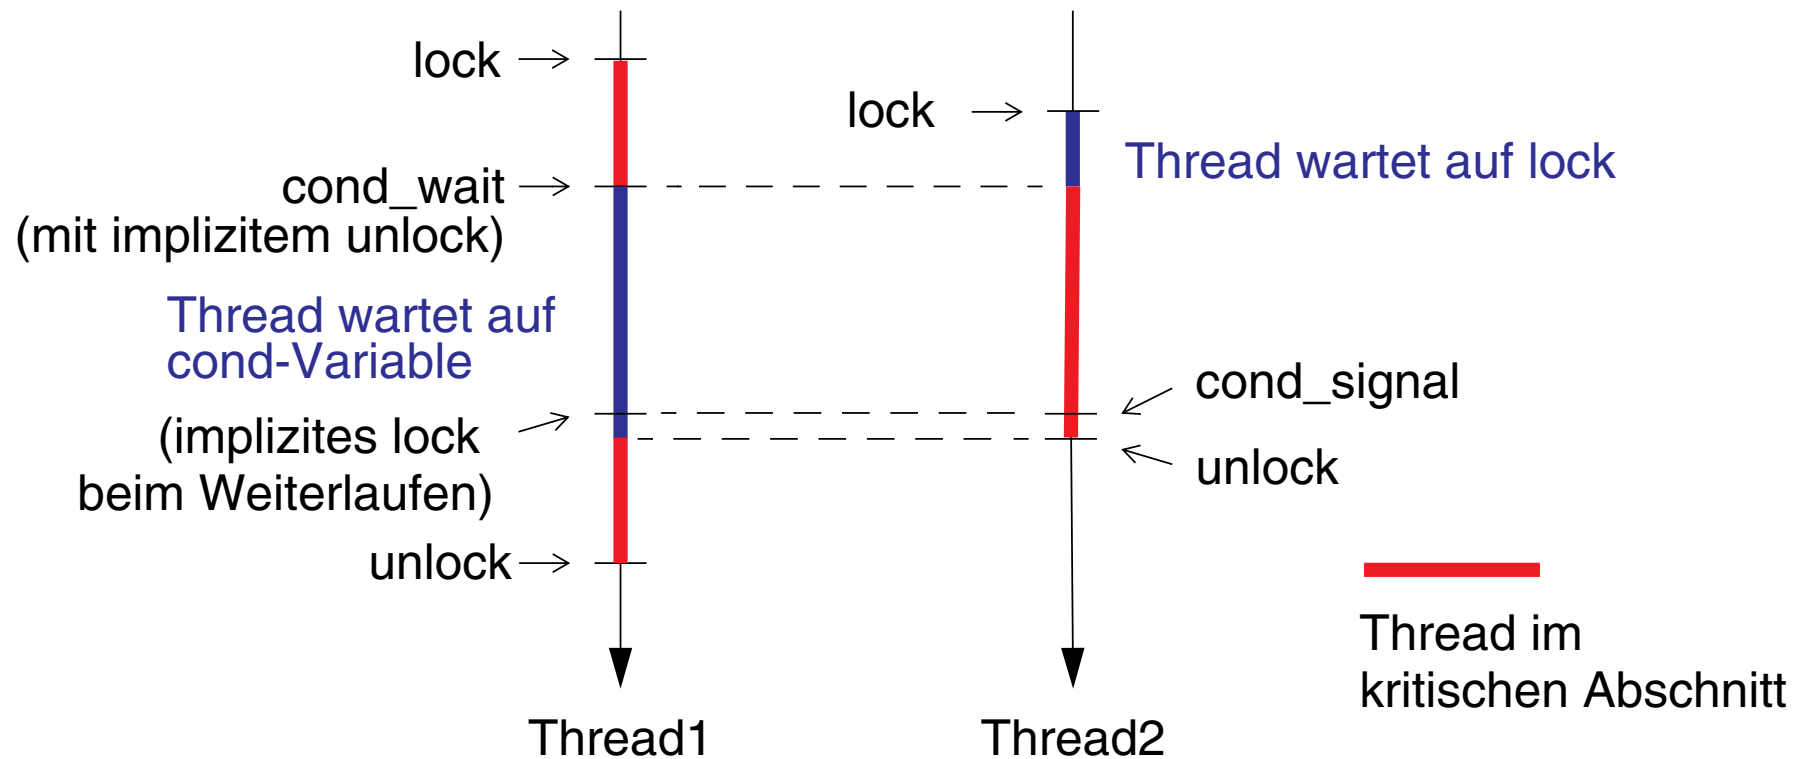 lock
lock
Thread wartet auf lock
cond_wait
(mit implizitem unlock)
Thread wartet auf
cond-Variable
cond_signal
(implizites lock
beim Weiterlaufen)
unlock
unlock
Thread im
kritischen Abschnitt
Thread1
Thread2